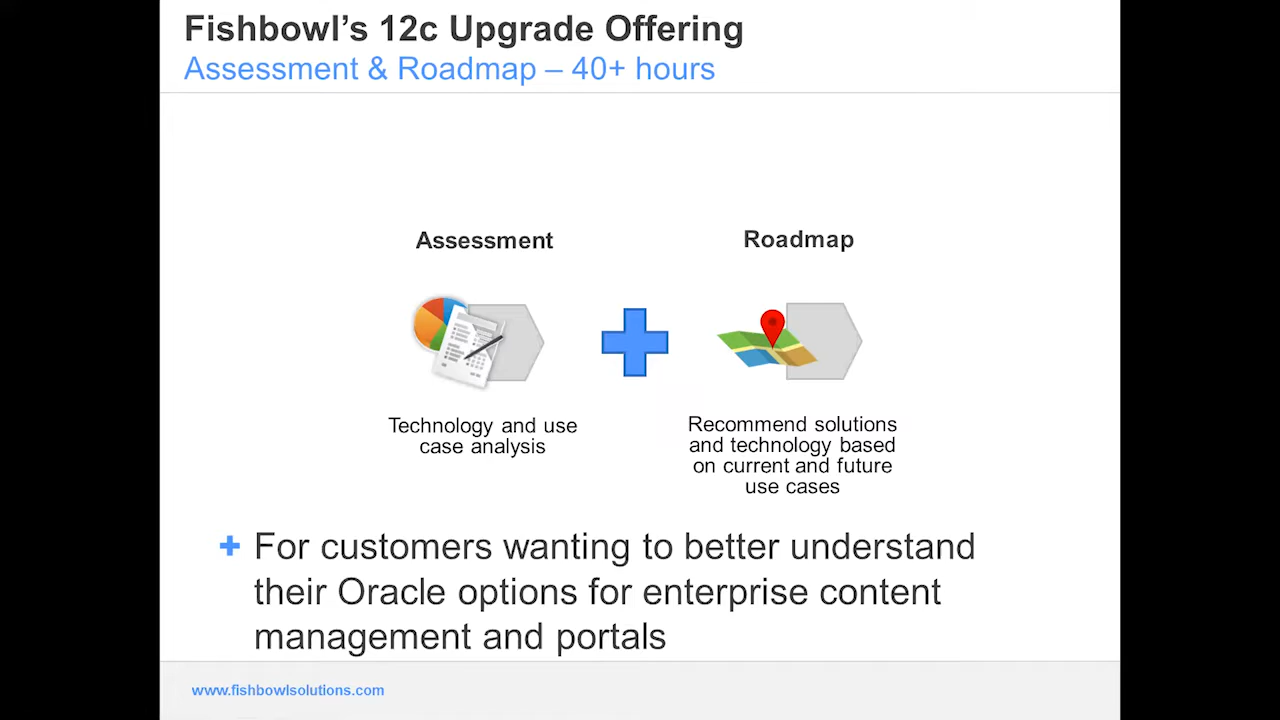 Fishbowl’s 12c Upgrade Offering
Assessment & Roadmap – 40+ hours
Assessment
Roadmap
Technology and use
case analysis
Recommend solutions
and technology based
on current and future
use cases
For customers wanting to better understand
their Oracle options for enterprise content
management and portals
www.fishbowlsolutions.com